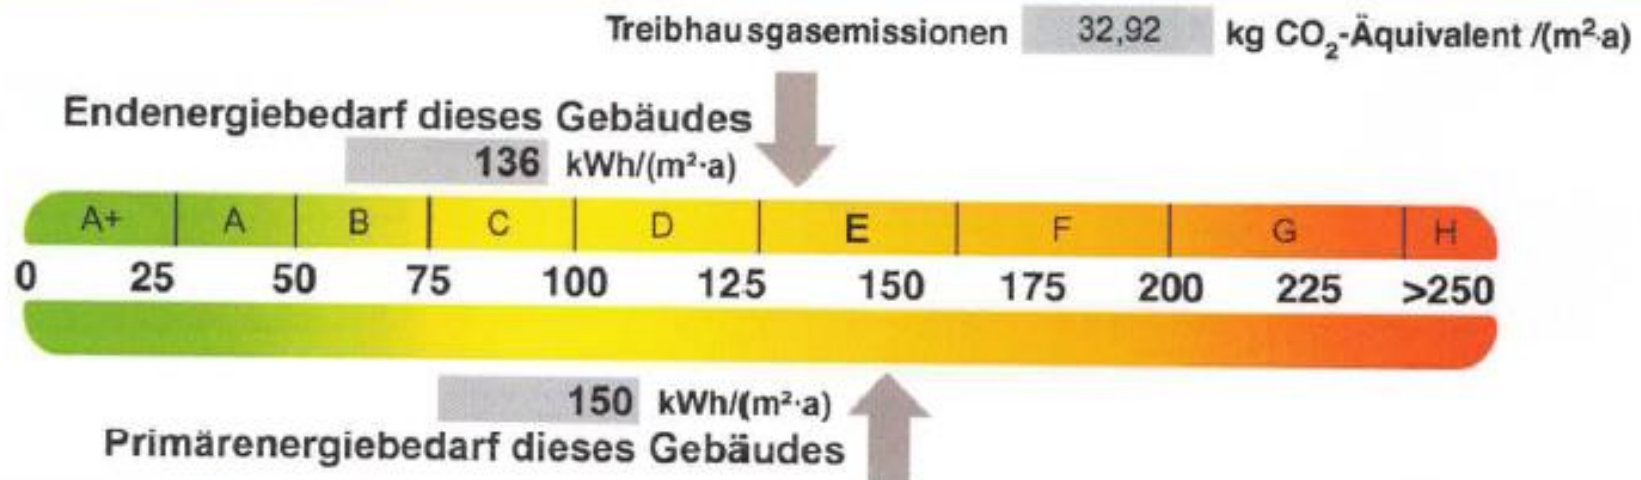 Treibhausgasemissionen 32,92 kg CO₂-Äquivalent /(m²·a)
Endenergiebedarf dieses Gebäudes
136 kWh/(m²·a)
A+ A B C D E F G H
0 25 50 75 100 125 150 175 200 225 >250
150 kWh/(m²·a)
Primärenergiebedarf dieses Gebäudes